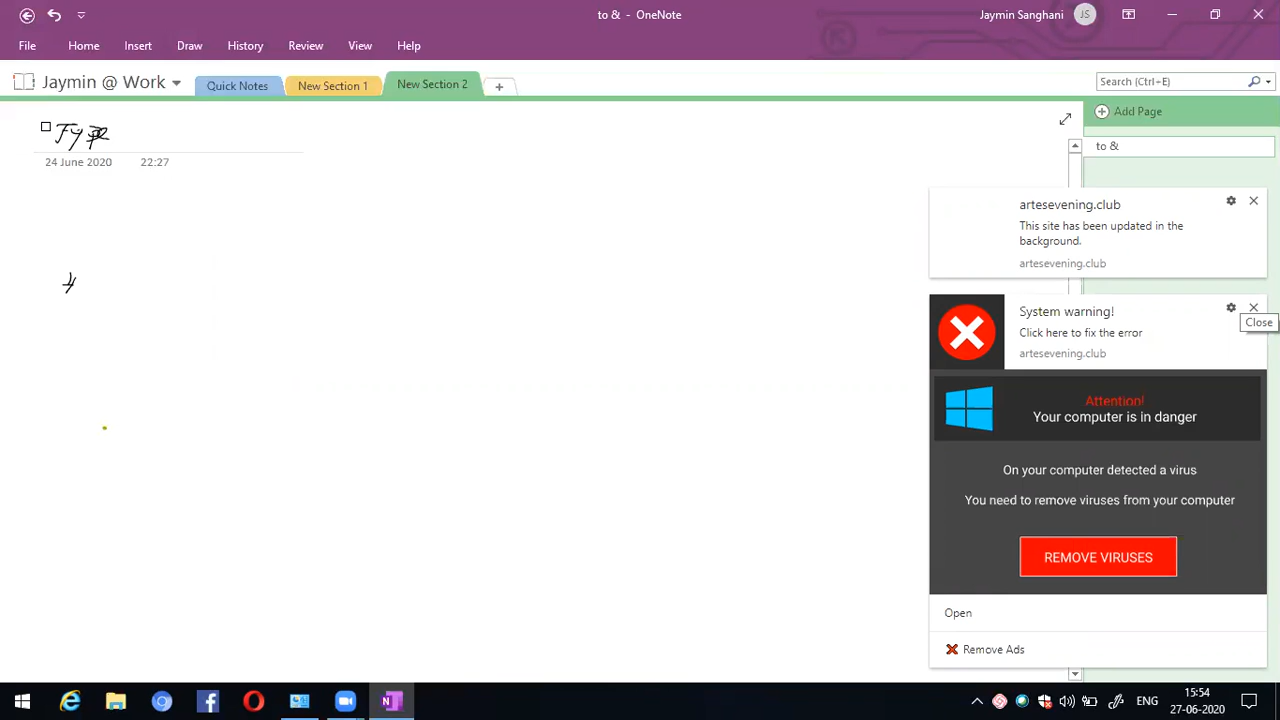 to & - OneNote
Jaymin Sanghani JS
File Home Insert Draw History Review View Help
Jaymin @ Work
Quick Notes New Section 1 New Section 2
Search (Ctrl+E)
Type
24 June 2020 22:27
Add Page
to &
artesevening.club
This site has been updated in the
background.
artesevening.club
System warning!
Click here to fix the error
artesevening.club
Close
Attention!
Your computer is in danger
On your computer detected a virus
You need to remove viruses from your computer
REMOVE VIRUSES
Open
Remove Ads
ENG
15:54
27-06-2020